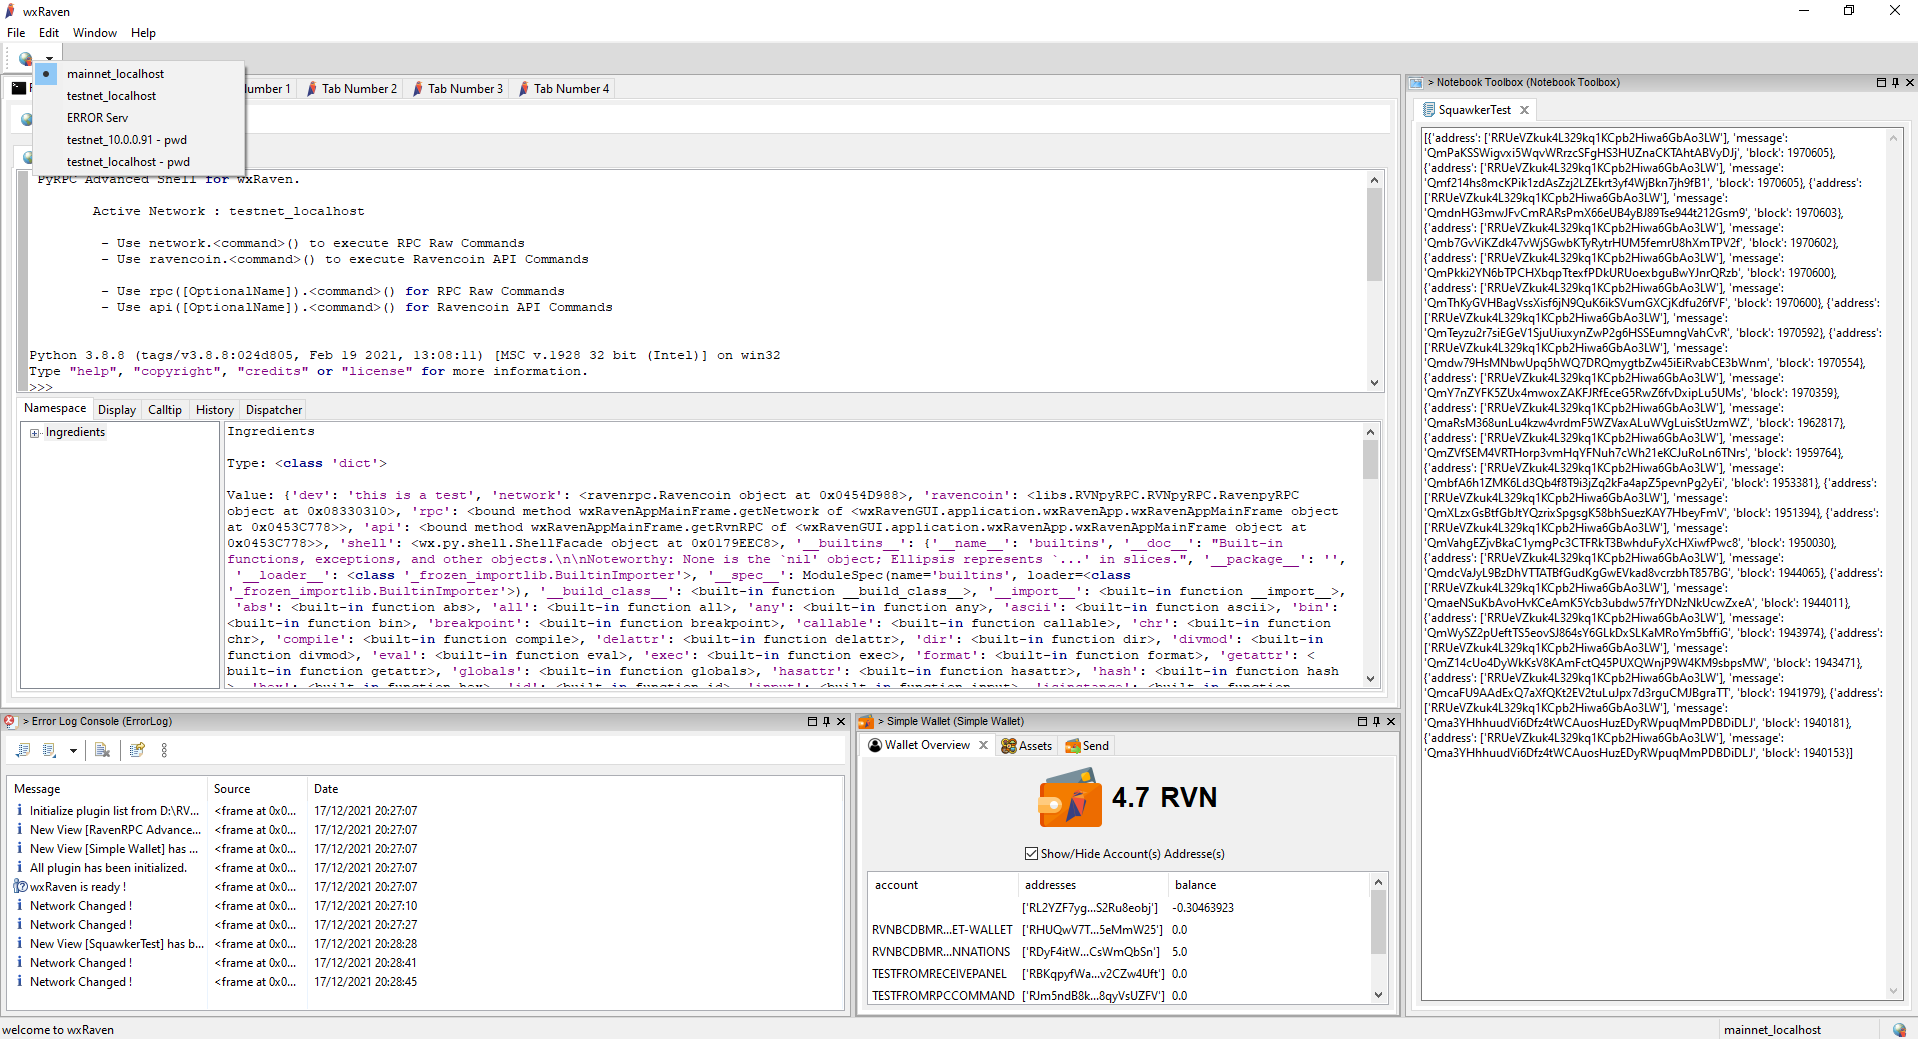 wxRaven
File Edit Window Help
mainnet_localhost
testnet_localhost
ERROR Serv
testnet_10.0.0.91 - pwd
testnet_localhost - pwd
umber 1 Tab Number 2 Tab Number 3 Tab Number 4
PyRPC Advanced Shell for wxRaven.
Active Network : testnet_localhost
- Use network.<command>() to execute RPC Raw Commands
- Use ravencoin.<command>() to execute Ravencoin API Commands
- Use rpc([OptionalName]).<command>() for RPC Raw Commands
- Use api([OptionalName]).<command>() for Ravencoin API Commands
Python 3.8.8 (tags/v3.8.8:024d805, Feb 19 2021, 13:08:11) [MSC v.1928 32 bit (Intel)] on win32
Type "help", "copyright", "credits" or "license" for more information.
>>>
Namespace Display Calltip History Dispatcher
Ingredients
Ingredients
Type: <class 'dict'>
Value: {'dev': 'this is a test', 'network': <ravenrpc.Ravencoin object at 0x0454D988>, 'ravencoin': <libs.RVNpyRPC.RVNpyRPC.RavenpyRPC
object at 0x08330310>, 'rpc': <bound method wxRavenAppMainFrame.getNetwork of <wxRavenGUI.application.wxRavenApp.wxRavenAppMainFrame object
at 0x0453C778>>, 'api': <bound method wxRavenAppMainFrame.getRvnRPC of <wxRavenGUI.application.wxRavenApp.wxRavenAppMainFrame object at
0x0453C778>>, 'shell': <wx.py.shell.ShellFacade object at 0x0179EEC8>, '__builtins__': {'__name__': 'builtins', '__doc__': "Built-in
functions, exceptions, and other objects.\n\nNoteworthy: None is the `nil' object; Ellipsis represents `...' in slices.", '__package__': '',
'__loader__': <class '_frozen_importlib.BuiltinImporter'>, '__spec__': ModuleSpec(name='builtins', loader=<class
'_frozen_importlib.BuiltinImporter'>), '__build_class__': <built-in function __build_class__>, '__import__': <built-in function __import__>,
'abs': <built-in function abs>, 'all': <built-in function all>, 'any': <built-in function any>, 'ascii': <built-in function ascii>, 'bin':
<built-in function bin>, 'breakpoint': <built-in function breakpoint>, 'callable': <built-in function callable>, 'chr': <built-in function
chr>, 'compile': <built-in function compile>, 'delattr': <built-in function delattr>, 'dir': <built-in function dir>, 'divmod': <built-in
function divmod>, 'eval': <built-in function eval>, 'exec': <built-in function exec>, 'format': <built-in function format>, 'getattr': <
built-in function getattr>, 'globals': <built-in function globals>, 'hasattr': <built-in function hasattr>, 'hash': <built-in function hash
>, 'hex': <built-in function hex>, 'id': <built-in function id>, 'input': <built-in function input>, 'isinstance': <built-in function
> Error Log Console (ErrorLog)
Message Source Date
Initialize plugin list from D:\RV... <frame at 0x0... 17/12/2021 20:27:07
New View [RavenRPC Advance... <frame at 0x0... 17/12/2021 20:27:07
New View [Simple Wallet] has ... <frame at 0x0... 17/12/2021 20:27:07
All plugin has been initialized. <frame at 0x0... 17/12/2021 20:27:07
wxRaven is ready ! <frame at 0x0... 17/12/2021 20:27:07
Network Changed ! <frame at 0x0... 17/12/2021 20:27:10
Network Changed ! <frame at 0x0... 17/12/2021 20:27:27
New View [SquawkerTest] has b... <frame at 0x0... 17/12/2021 20:28:28
Network Changed ! <frame at 0x0... 17/12/2021 20:28:41
Network Changed ! <frame at 0x0... 17/12/2021 20:28:45
> Simple Wallet (Simple Wallet)
Wallet Overview Assets Send
4.7 RVN
Show/Hide Account(s) Addresse(s)
account addresses balance
['RL2YZF7yg...S2Ru8eobj'] -0.30463923
RVNBCDBMR...ET-WALLET ['RHUQwV7T...5eMmW25'] 0.0
RVNBCDBMR...NNATIONS ['RDyF4itW...CsWmQbSn'] 5.0
TESTFROMRECEIVEPANEL ['RBKqpyfWa...v2CZw4Uft'] 0.0
TESTFROMRPCCOMMAND ['RJm5ndB8k...8qyVsUZFV'] 0.0
> Notebook Toolbox (Notebook Toolbox)
SquawkerTest
[{'address': ['RRUeVZkuk4L329kq1KCpb2Hiwa6GbAo3LW'], 'message':
'QmPaKSSWigvxi5WqvWRrzcSFgHS3HUZnaCKTAhtABVyDJj', 'block': 1970605},
{'address': ['RRUeVZkuk4L329kq1KCpb2Hiwa6GbAo3LW'], 'message':
'Qmf214hs8mcKPik1zdAsZzj2LZEkrt3yf4WjBkn7jh9fB1', 'block': 1970605}, {'address':
['RRUeVZkuk4L329kq1KCpb2Hiwa6GbAo3LW'], 'message':
'QmdnHG3mwJFvCmRARsPmX66eUB4yBJ89Tse944t212Gsm9', 'block': 1970603},
{'address': ['RRUeVZkuk4L329kq1KCpb2Hiwa6GbAo3LW'], 'message':
'Qmb7GvViKZdk47vWjSGwbKTyRytrHUM5femrU8hXmTPV2f', 'block': 1970602},
{'address': ['RRUeVZkuk4L329kq1KCpb2Hiwa6GbAo3LW'], 'message':
'QmPkki2YN6bTPCHXbqpTtexfPDkURUoexbguBwYJnrQRzb', 'block': 1970600},
{'address': ['RRUeVZkuk4L329kq1KCpb2Hiwa6GbAo3LW'], 'message':
'QmThKyGVHBagVssXisf6jN9QuK6ikSVumGXCjKdfu26fVF', 'block': 1970600}, {'address':
['RRUeVZkuk4L329kq1KCpb2Hiwa6GbAo3LW'], 'message':
'QmTeyzu2r7siEGeV1SjuUiuxynZwP2g6HSSEumngVahCvR', 'block': 1970592}, {'address':
['RRUeVZkuk4L329kq1KCpb2Hiwa6GbAo3LW'], 'message':
'Qmdw79HsMNbwUpq5hWQ7DRQmygtbZw45iEiRvabCE3bWnm', 'block': 1970554},
{'address': ['RRUeVZkuk4L329kq1KCpb2Hiwa6GbAo3LW'], 'message':
'QmY7nZYFK5ZUx4mwoxZAKFJRfEceG5RwZ6fvDxipLu5UMs', 'block': 1970359},
{'address': ['RRUeVZkuk4L329kq1KCpb2Hiwa6GbAo3LW'], 'message':
'QmaRsM368unLu4kzw4vrdmF5WZVaxALuWVgLuisStUzmWZ', 'block': 1962817},
{'address': ['RRUeVZkuk4L329kq1KCpb2Hiwa6GbAo3LW'], 'message':
'QmZVfSEM4VRTHorp3vmHqYFNuh7cWh21eKCJuRoLn6TNrs', 'block': 1959764},
{'address': ['RRUeVZkuk4L329kq1KCpb2Hiwa6GbAo3LW'], 'message':
'QmbfA6h1ZMK6Ld3Qb4f8T9i3jZq2kFa4apZ5pevnPg2yEi', 'block': 1953381}, {'address':
['RRUeVZkuk4L329kq1KCpb2Hiwa6GbAo3LW'], 'message':
'QmXLzxGsBtfGbJtYQzrixSpgsgK58bhSuezKAY7HbeyFmV', 'block': 1951394}, {'address':
['RRUeVZkuk4L329kq1KCpb2Hiwa6GbAo3LW'], 'message':
'QmVahgEZjvBkaC1ymgPc3CTFRkT3BwhduFyXcHXiwfPwc8', 'block': 1950030},
{'address': ['RRUeVZkuk4L329kq1KCpb2Hiwa6GbAo3LW'], 'message':
'QmdcVaJyL9BzDhVTTATBfGudKgGwEVkad8vcrzbhT857BG', 'block': 1944065}, {'address':
['RRUeVZkuk4L329kq1KCpb2Hiwa6GbAo3LW'], 'message':
'QmaeNSuKbAvoHvKCeAmK5Ycb3ubdw57frYDNzNkUcwZxeA', 'block': 1944011},
{'address': ['RRUeVZkuk4L329kq1KCpb2Hiwa6GbAo3LW'], 'message':
'QmWySZ2pUeftTS5eovSJ864sY6GLkDxSLKaMRoYm5bffiG', 'block': 1943974}, {'address':
['RRUeVZkuk4L329kq1KCpb2Hiwa6GbAo3LW'], 'message':
'QmZ14cUo4DyWkKsV8KAmFctQ45PUXQWnjP9W4KM9sbpsMW', 'block': 1943471},
{'address': ['RRUeVZkuk4L329kq1KCpb2Hiwa6GbAo3LW'], 'message':
'QmcaFU9AAdExQ7aXfQKt2EV2tuLuJpx7d3rguCMJBgraTT', 'block': 1941979}, {'address':
['RRUeVZkuk4L329kq1KCpb2Hiwa6GbAo3LW'], 'message':
'Qma3YHhhuudVi6Dfz4tWCAuosHuzEDyRWpuqMmPDBDiDLJ', 'block': 1940181},
{'address': ['RRUeVZkuk4L329kq1KCpb2Hiwa6GbAo3LW'], 'message':
'Qma3YHhhuudVi6Dfz4tWCAuosHuzEDyRWpuqMmPDBDiDLJ', 'block': 1940153}]
welcome to wxRaven
mainnet_localhost